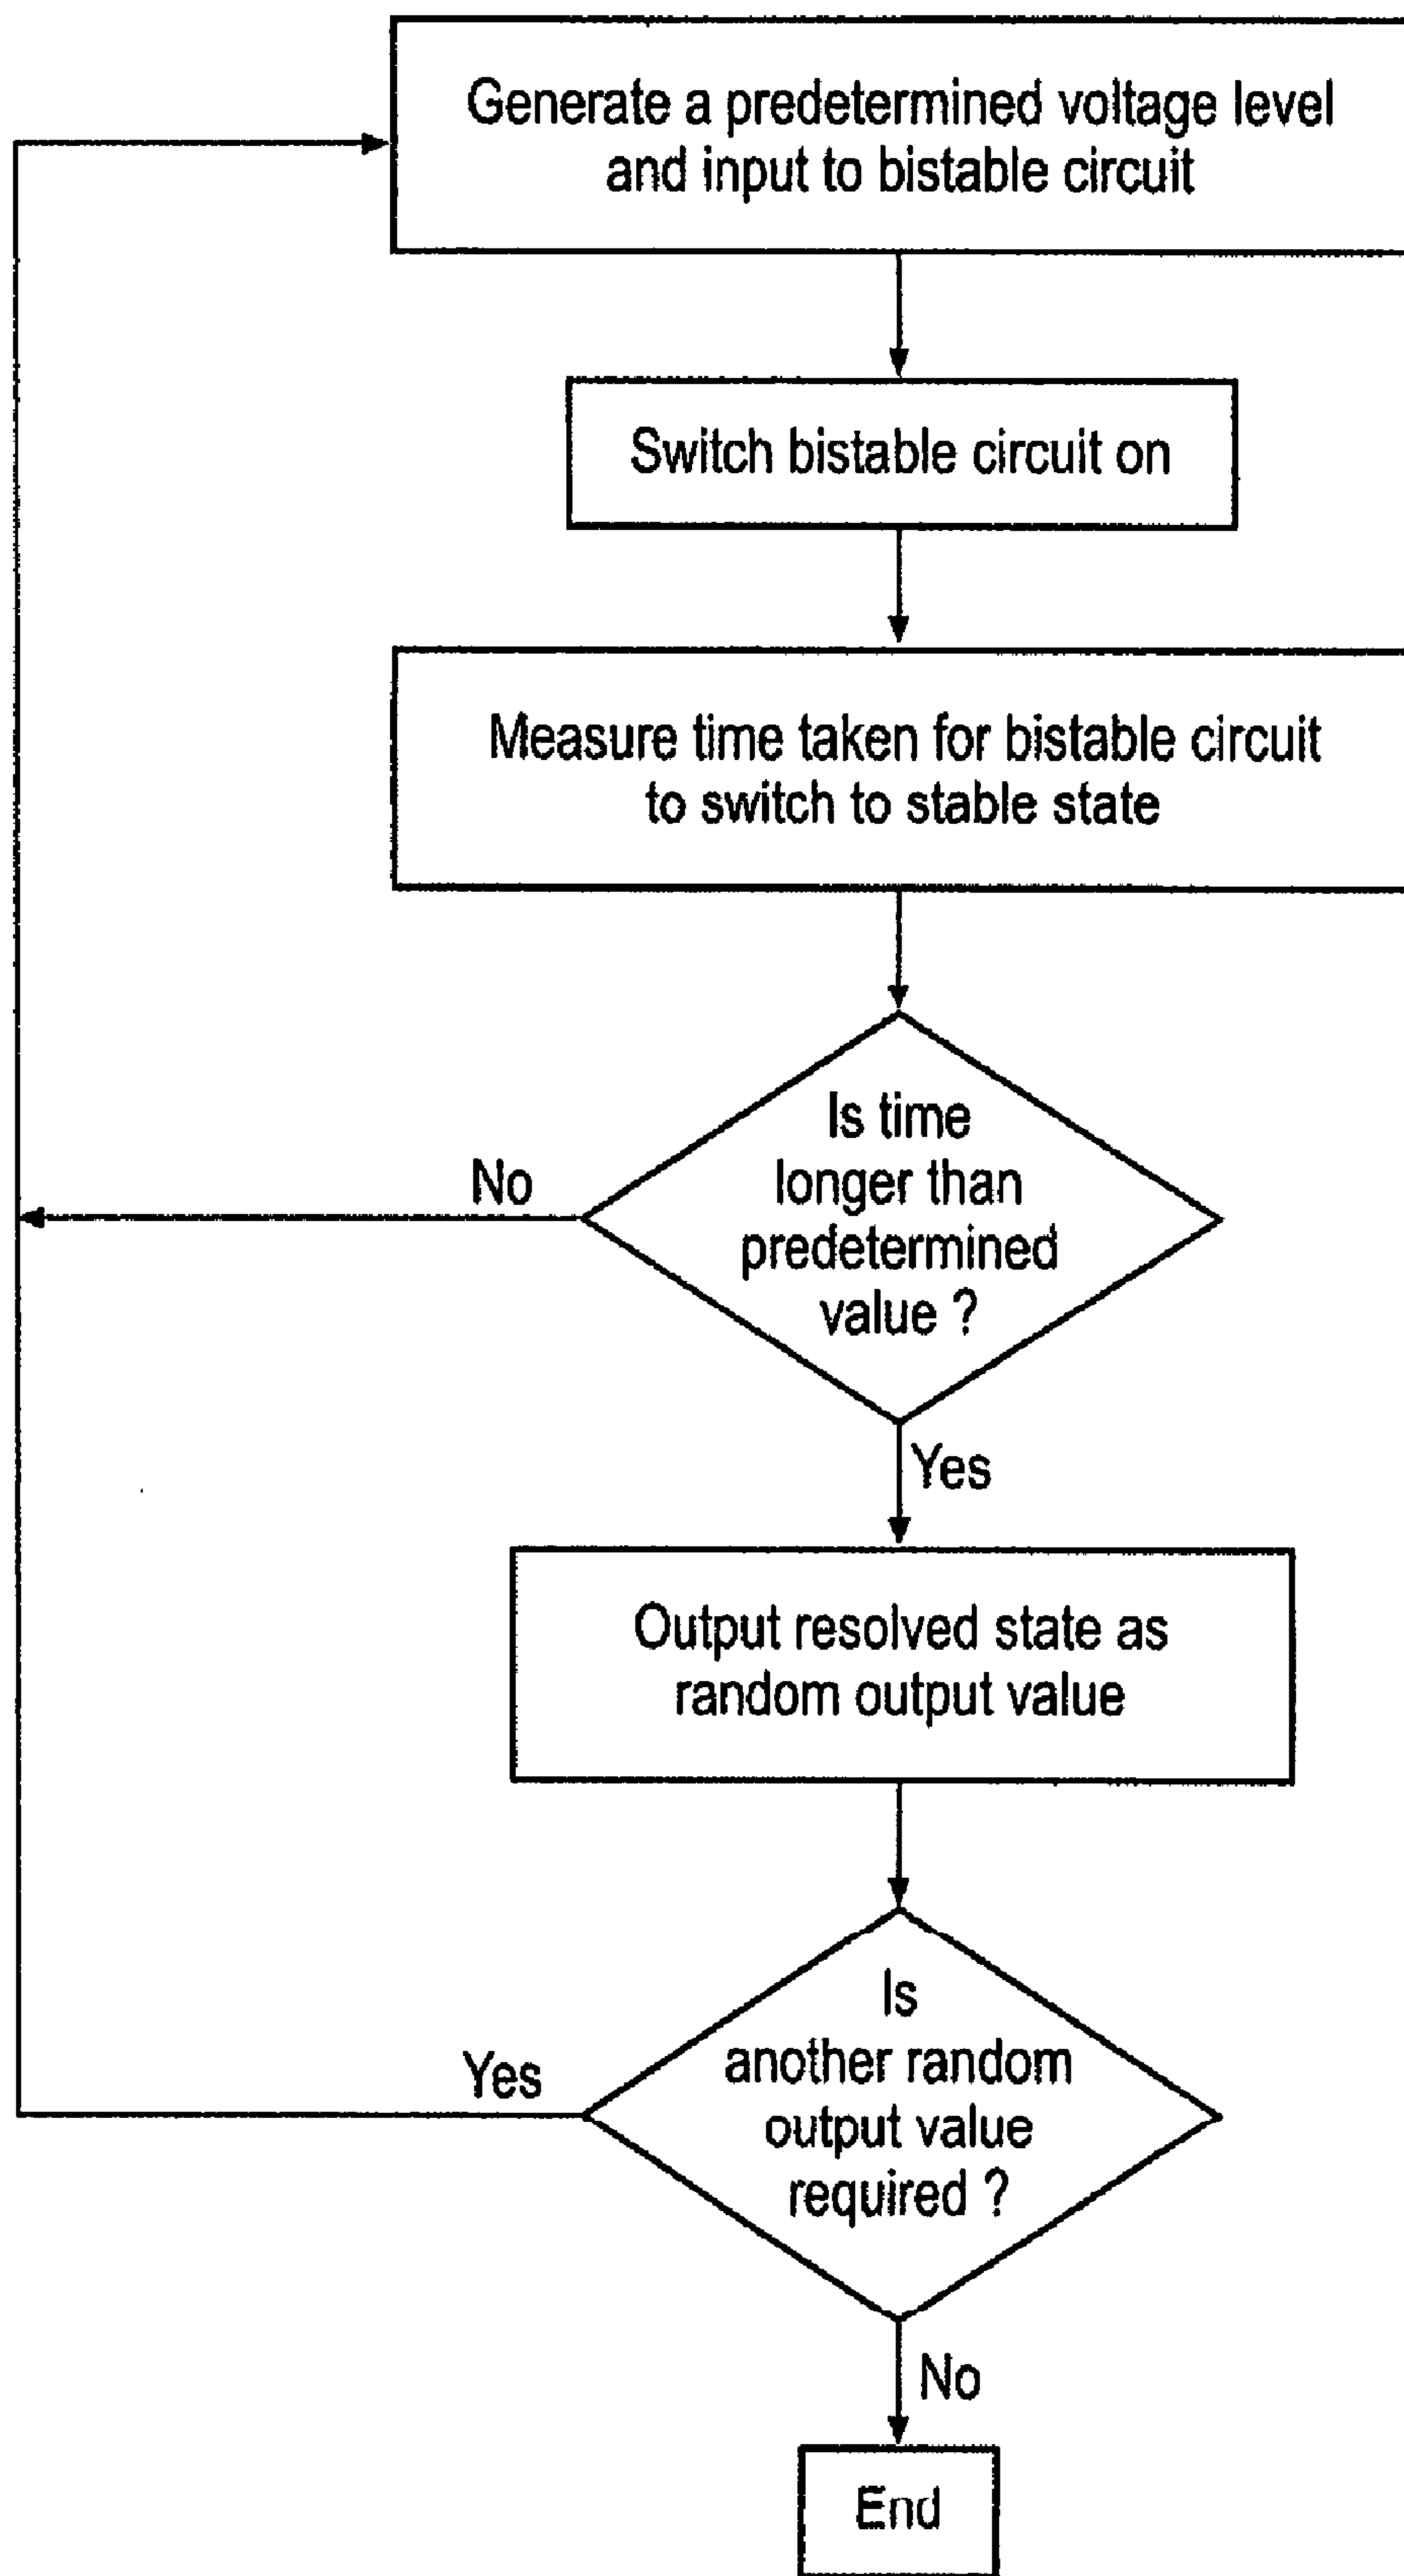 Generate a predetermined voltage level
and input to bistable circuit
Switch bistable circuit on
Measure time taken for bistable circuit
to switch to stable state
Is time
longer than
predetermined
value ?
No
Yes
Output resolved state as
random output value
Is
another random
output value
required ?
Yes
No
End